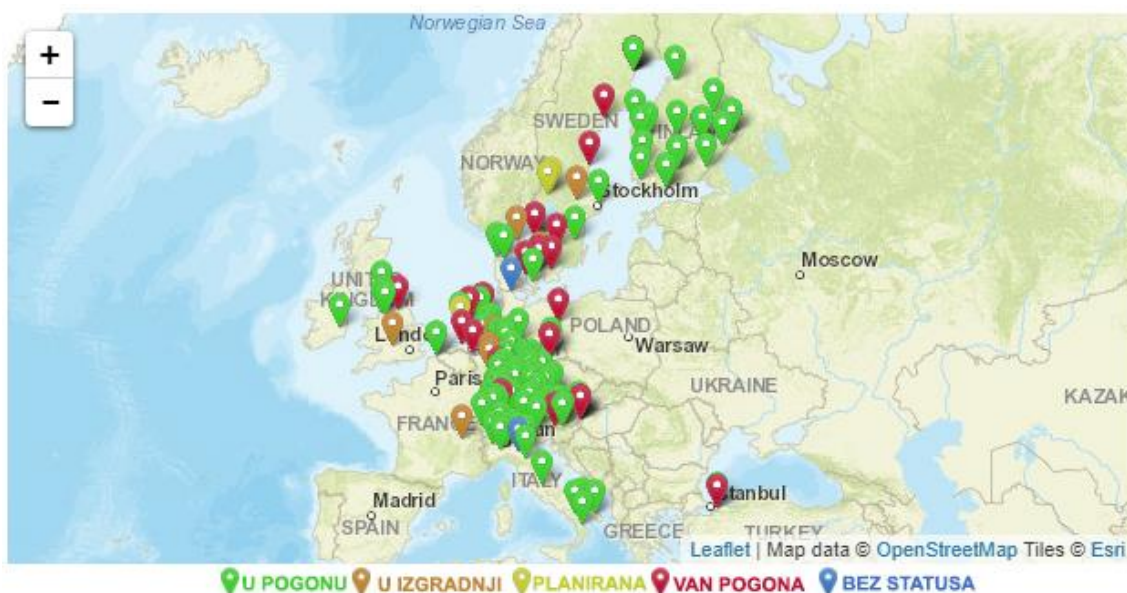 Norwegian Sea
+
−
SWEDEN
NORWAY
Stockholm
Moscow
UNITED
KINGDOM
POLAND
Warsaw
Paris
UKRAINE
KAZAK
FRANCE
ITALY
Madrid
SPAIN
GREECE
TURKEY
Leaflet | Map data © OpenStreetMap Tiles © Esri
U POGONU U IZGRADNJI PLANIRANA VAN POGONA BEZ STATUSA